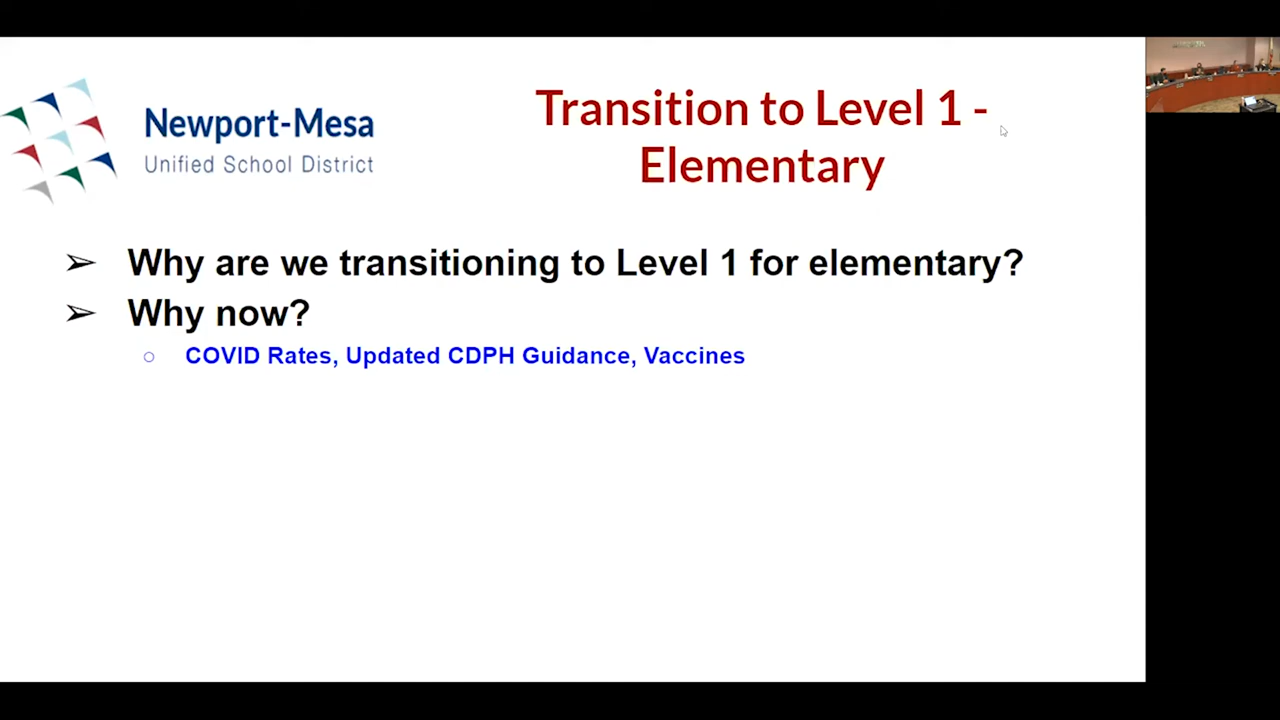 Newport-Mesa
Unified School District
Transition to Level 1 -
Elementary
➢ Why are we transitioning to Level 1 for elementary?
➢ Why now?
○ COVID Rates, Updated CDPH Guidance, Vaccines